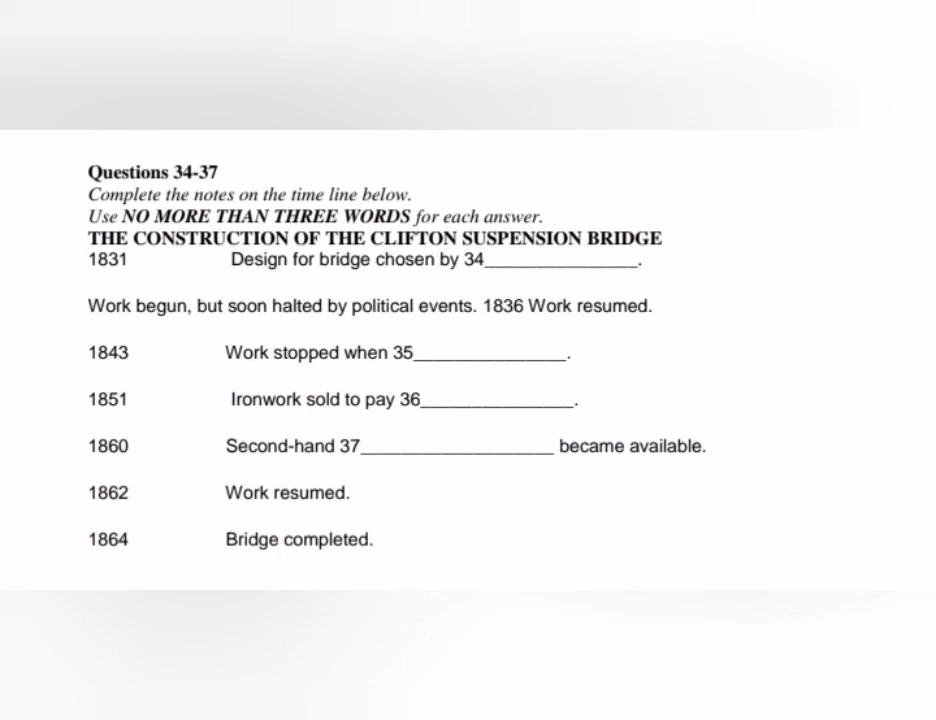 Questions 34-37
Complete the notes on the time line below.
Use NO MORE THAN THREE WORDS for each answer.
THE CONSTRUCTION OF THE CLIFTON SUSPENSION BRIDGE
1831 Design for bridge chosen by 34_______________.
Work begun, but soon halted by political events. 1836 Work resumed.
1843 Work stopped when 35_______________.
1851 Ironwork sold to pay 36_______________.
1860 Second-hand 37___________________ became available.
1862 Work resumed.
1864 Bridge completed.